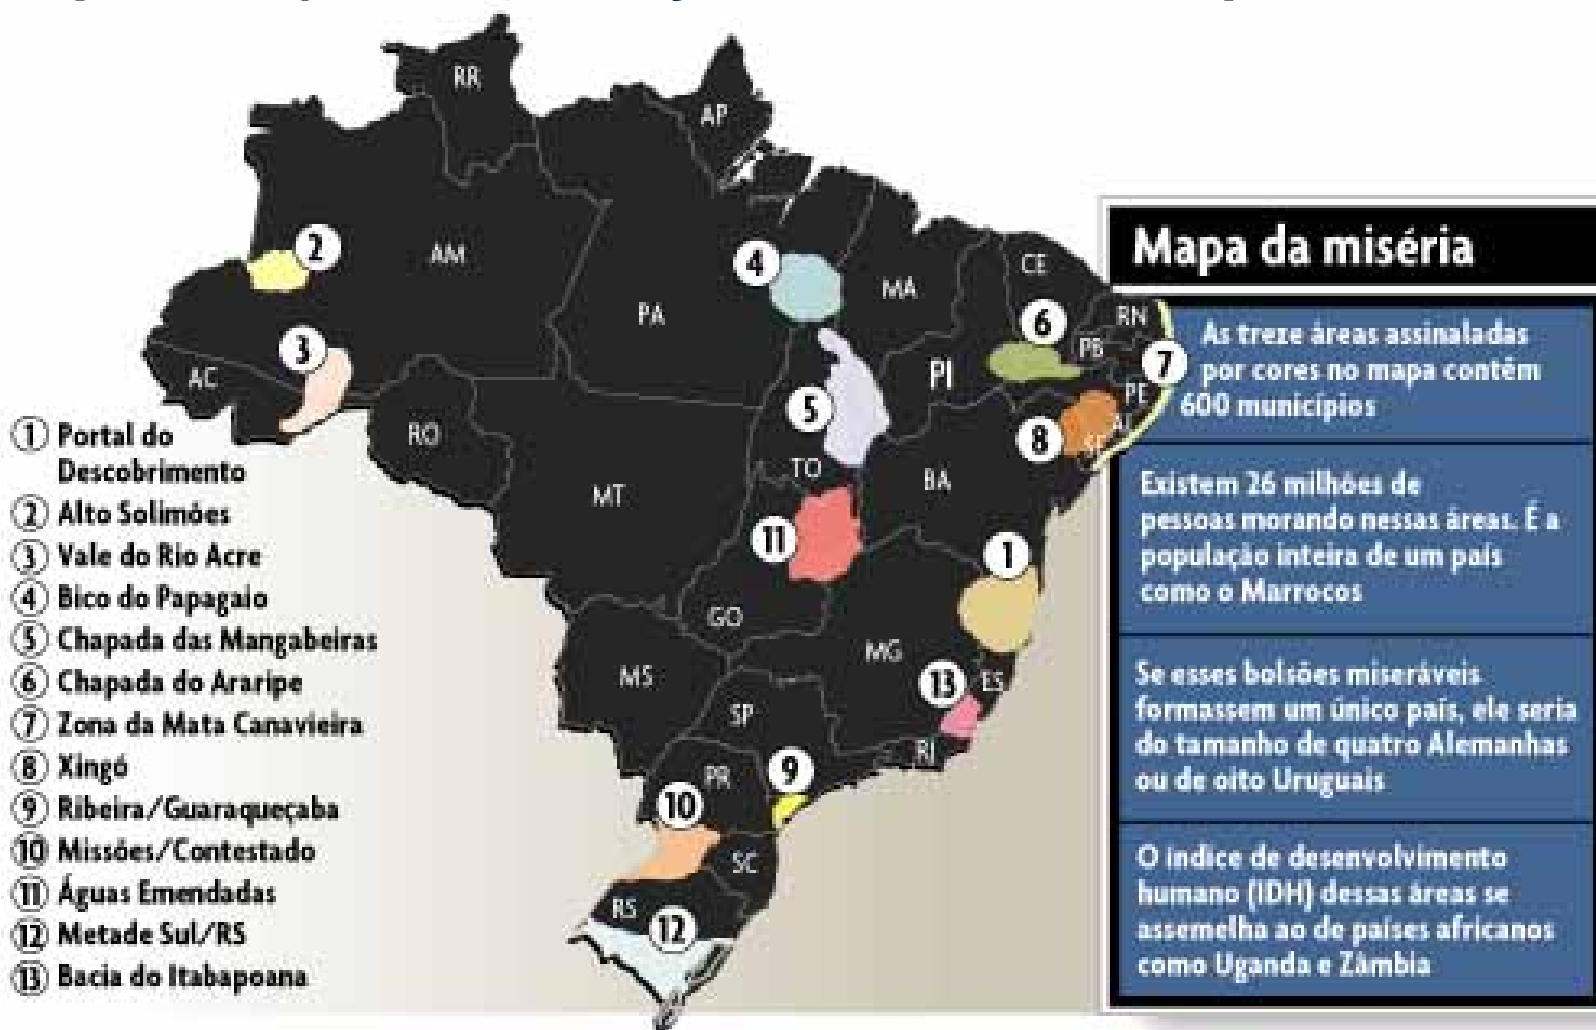 RR
AP
AM
PA
MA
CE
RN
PB
PE
AL
SE
PI
AC
RO
TO
BA
MT
GO
MG
ES
MS
SP
RJ
PR
SC
RS
2
4
3
6
7
5
8
11
1
13
9
10
12
1 Portal do
Descobrimento
2 Alto Solimões
3 Vale do Rio Acre
4 Bico do Papagaio
5 Chapada das Mangabeiras
6 Chapada do Araripe
7 Zona da Mata Canavieira
8 Xingó
9 Ribeira/Guaraqueçaba
10 Missões/Contestado
11 Águas Emendadas
12 Metade Sul/RS
13 Bacia do Itabapoana
Mapa da miséria
As treze áreas assinaladas
por cores no mapa contêm
600 municípios
Existem 26 milhões de
pessoas morando nessas áreas. É a
população inteira de um país
como o Marrocos
Se esses bolsões miseráveis
formassem um único país, ele seria
do tamanho de quatro Alemanhas
ou de oito Uruguais
O índice de desenvolvimento
humano (IDH) dessas áreas se
assemelha ao de países africanos
como Uganda e Zâmbia